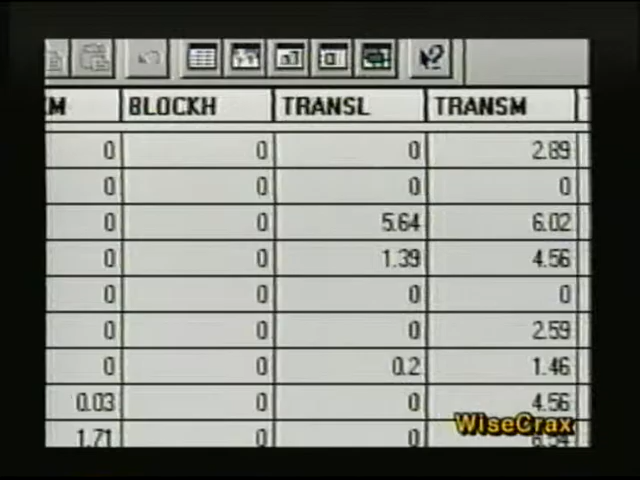 M BLOCKH TRANSL TRANSM
0 0 0 2.89
0 0 0 0
0 0 5.64 6.02
0 0 1.39 4.56
0 0 0 0
0 0 0 2.59
0 0 0.2 1.46
0.03 0 0 4.56
1.71 0 0 6.54
WiseCrax